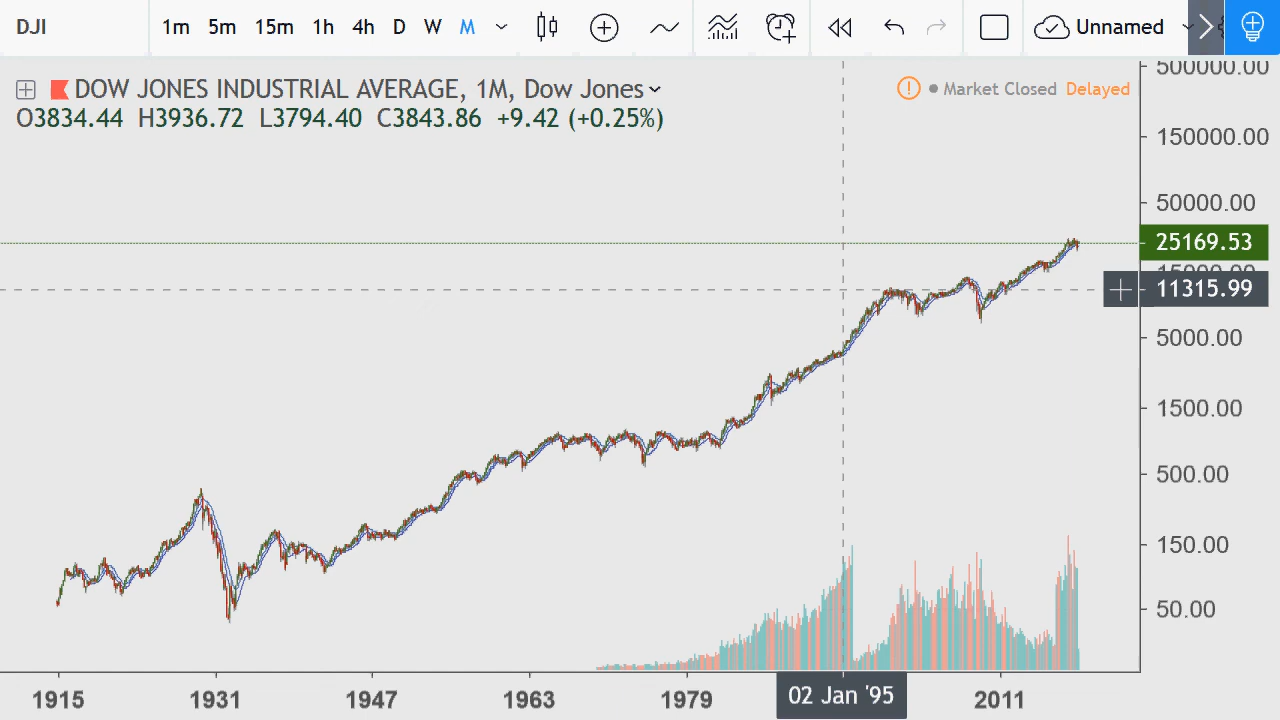 DJI 1m 5m 15m 1h 4h D W M Unnamed
DOW JONES INDUSTRIAL AVERAGE, 1M, Dow Jones
Market Closed Delayed
O3834.44 H3936.72 L3794.40 C3843.86 +9.42 (+0.25%)
500000.00
150000.00
50000.00
25169.53
15000.00
11315.99
5000.00
1500.00
500.00
150.00
50.00
1915 1931 1947 1963 1979 02 Jan '95 2011